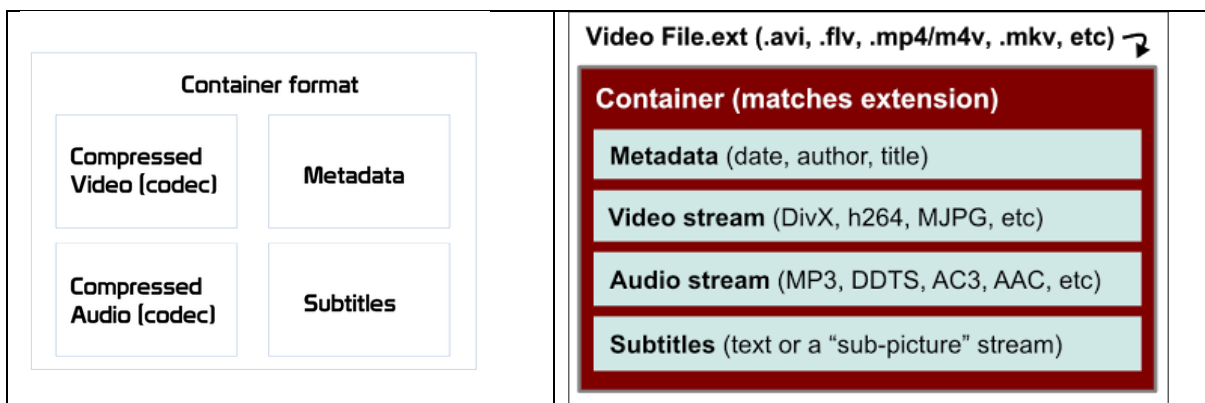 Container format
Compressed
Video (codec)
Metadata
Compressed
Audio (codec)
Subtitles
Video File.ext (.avi, .flv, .mp4/m4v, .mkv, etc)
Container (matches extension)
Metadata (date, author, title)
Video stream (DivX, h264, MJPG, etc)
Audio stream (MP3, DDTS, AC3, AAC, etc)
Subtitles (text or a “sub-picture” stream)